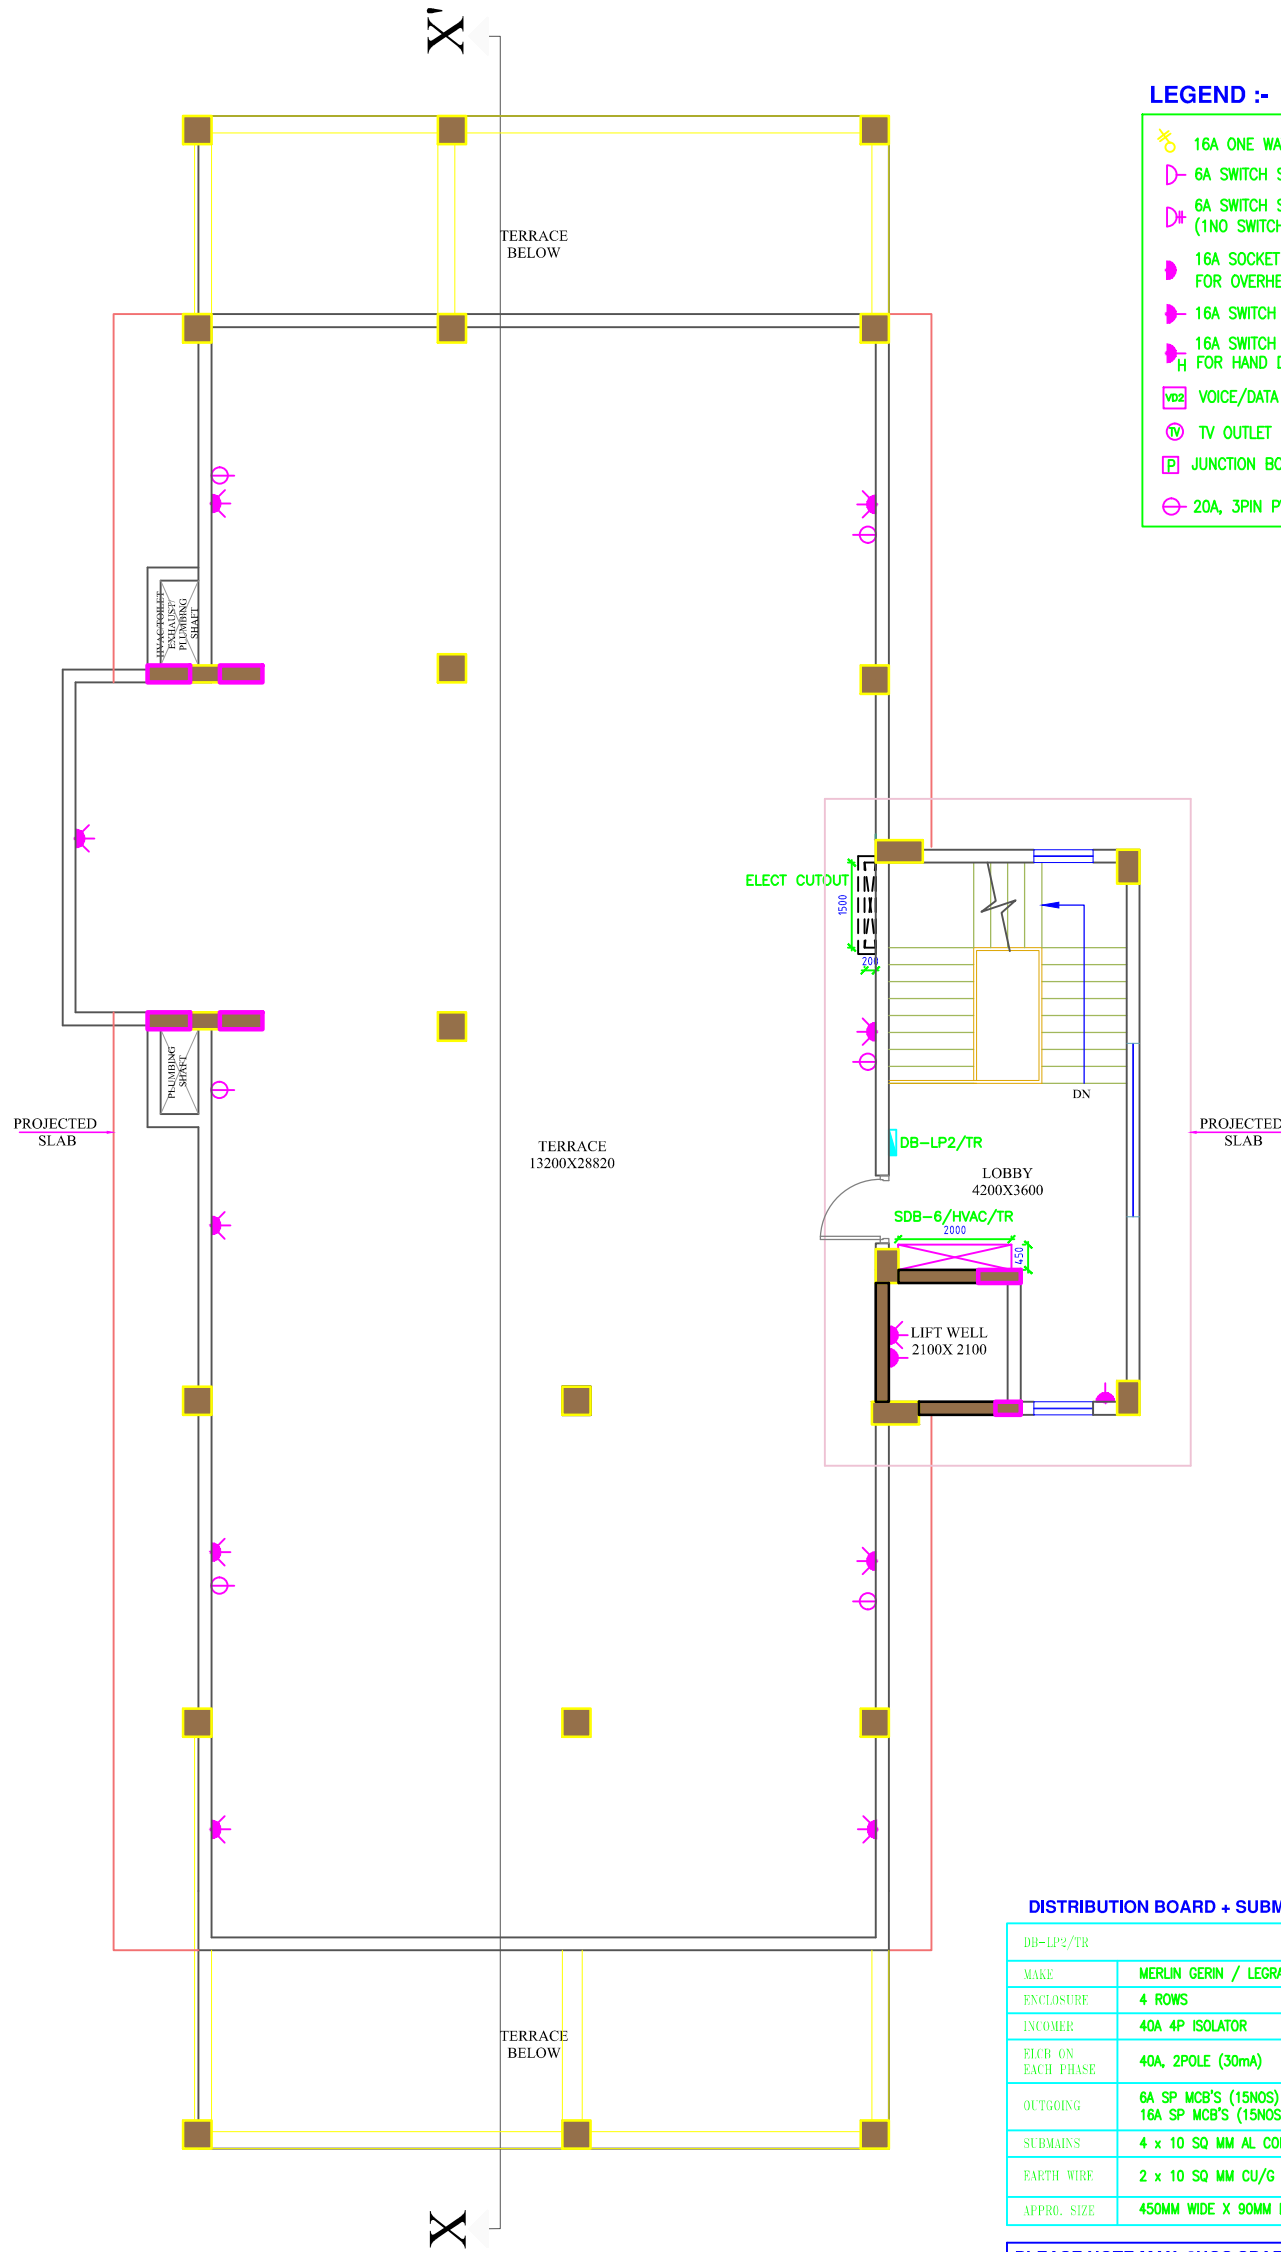 X'
LEGEND :-
16A ONE WA
6A SWITCH S
6A SWITCH S
(1NO SWITCH
16A SOCKET
FOR OVERHE
16A SWITCH
16A SWITCH
H FOR HAND D
VD2 VOICE/DATA
TV TV OUTLET
P JUNCTION BO
20A, 3PIN P
TERRACE
BELOW
HVAC/TOILET
EXHAUST/
PLUMBING
SHAFT
ELECT CUTOUT
1500
200
PLUMBING
SHAFT
DN
PROJECTED
SLAB
PROJECTED
SLAB
TERRACE
13200X28820
DB-LP2/TR
LOBBY
4200X3600
SDB-6/HVAC/TR
2000
450
LIFT WELL
2100X 2100
TERRACE
BELOW
X
DISTRIBUTION BOARD + SUBM
DB-LP2/TR
MAKE MERLIN GERIN / LEGRA
ENCLOSURE 4 ROWS
INCOMER 40A 4P ISOLATOR
ELCB ON
EACH PHASE
40A, 2POLE (30mA)
OUTGOING
6A SP MCB'S (15NOS)
16A SP MCB'S (15NOS
SUBMAINS 4 x 10 SQ MM AL CO
EARTH WIRE 2 x 10 SQ MM CU/G
APPRO. SIZE 450MM WIDE X 90MM